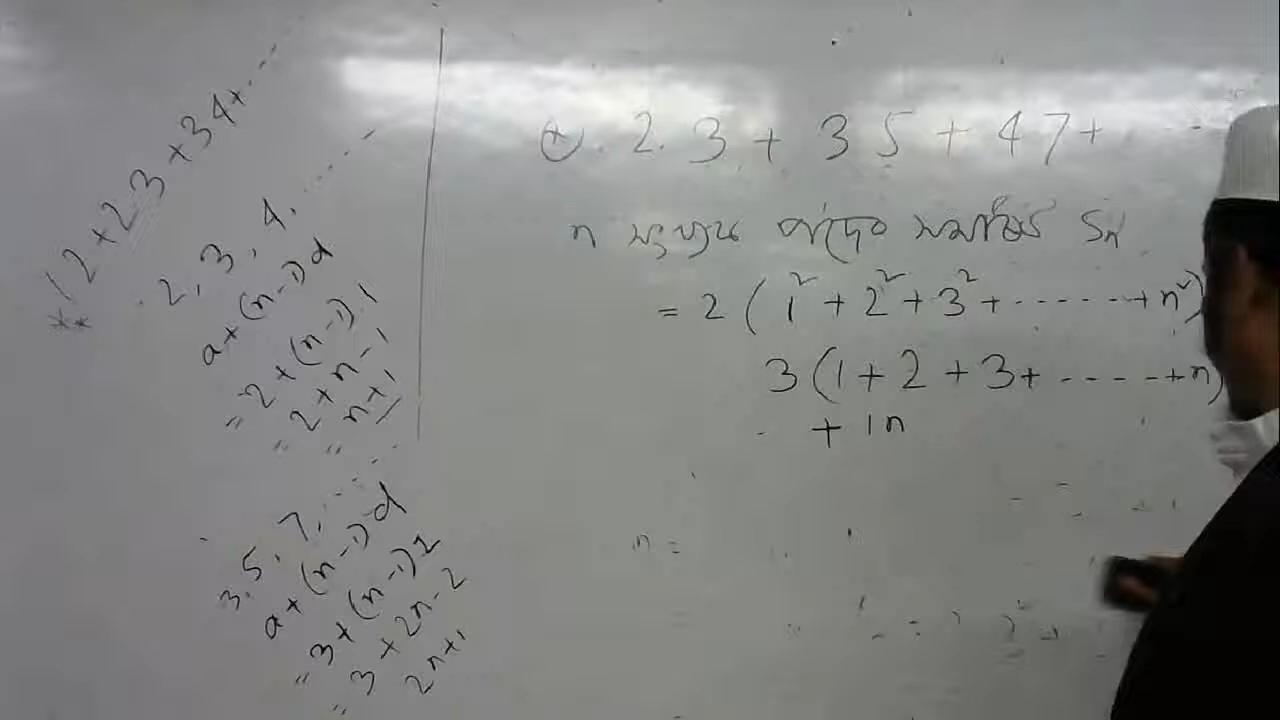 ** 1 2 + 2 3 + 3 4 + .....
2, 3, 4, .....
a + (n-1)d
= 2 + (n-1) 1
= 2 + n - 1
= n+1
3, 5, 7, .....
a + (n-1) d
= 3 + (n-1) 2
= 3 + 2n - 2
2n+1
2. 3 + 3 5 + 4 7 +
n সংখ্যক পদের সমষ্টি Sn
= 2 ( 1² + 2² + 3² + ...... + n² )
3 ( 1 + 2 + 3 + ..... + n )
+ 1n
n =